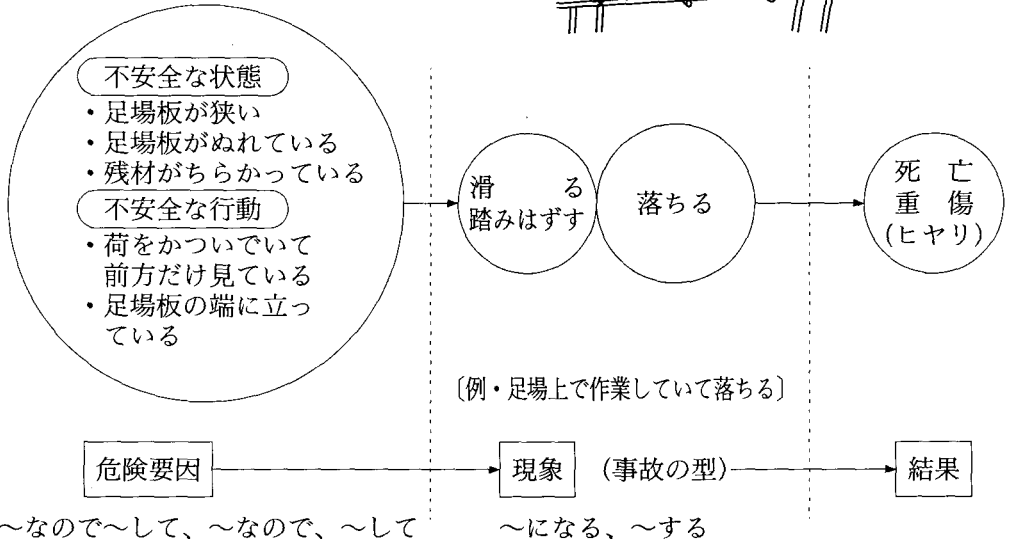 不安全な状態
・足場板が狭い
・足場板がぬれている
・残材がちらかっている
不安全な行動
・荷をかついでいて
前方だけ見ている
・足場板の端に立っ
ている
滑る
踏みはずす
落ちる
死亡
重傷
(ヒヤリ)
〔例・足場上で作業していて落ちる〕
危険要因
現象 (事故の型)
結果
～なので～して、～なので、～して
～になる、～する